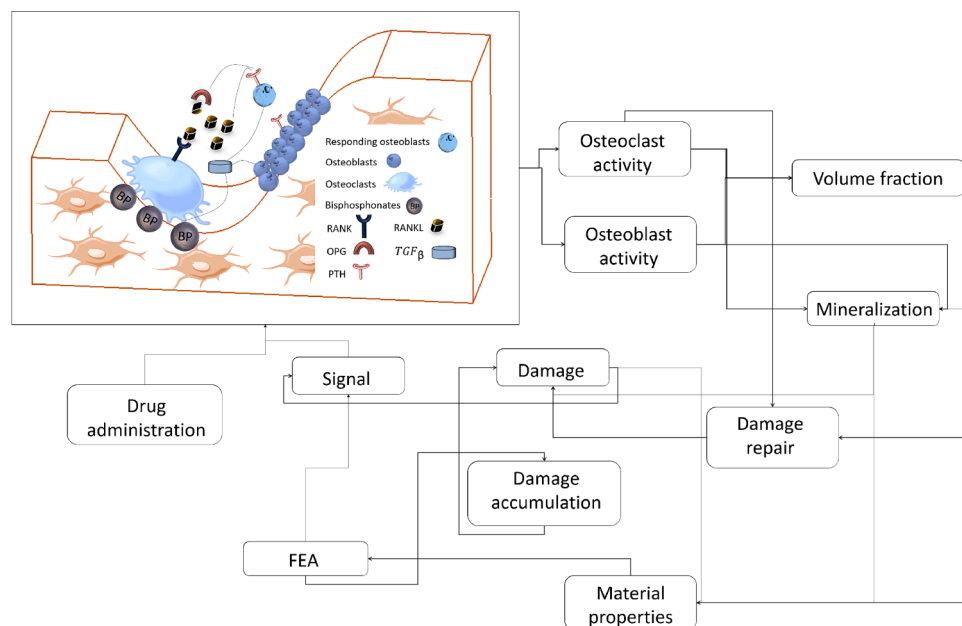 Responding osteoblasts
Osteoblasts
Osteoclasts
Bisphosphonates BP
RANK RANKL
OPG TGFβ
PTH
BP
BP
BP
Osteoclast
activity
Osteoblast
activity
Volume fraction
Mineralization
Signal
Damage
Drug
administration
Damage
repair
Damage
accumulation
FEA
Material
properties